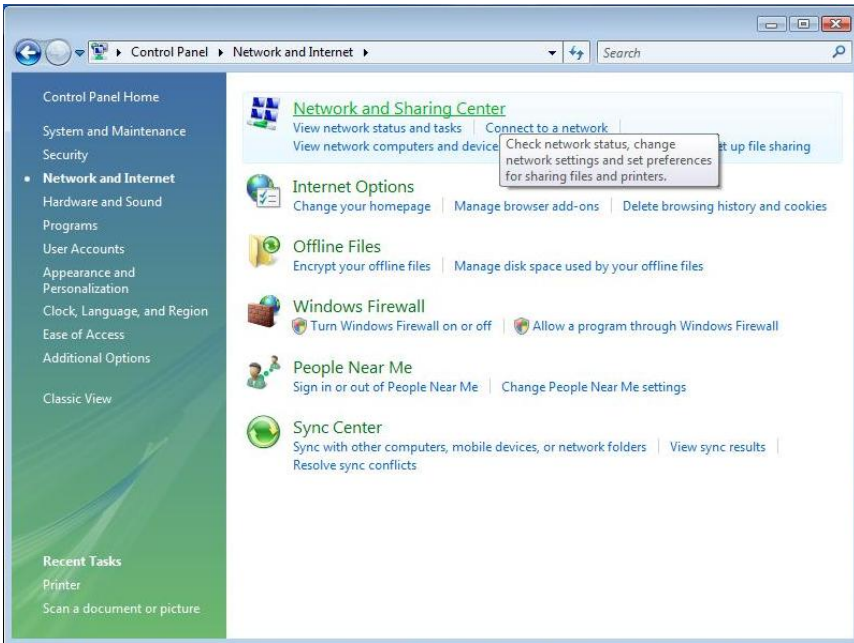 Control Panel Network and Internet Search
Control Panel Home
System and Maintenance
Security
Network and Internet
Hardware and Sound
Programs
User Accounts
Appearance and
Personalization
Clock, Language, and Region
Ease of Access
Additional Options
Classic View
Recent Tasks
Printer
Scan a document or picture
Network and Sharing Center
View network status and tasks Connect to a network
View network computers and device et up file sharing
Check network status, change
network settings and set preferences
for sharing files and printers.
Internet Options
Change your homepage Manage browser add-ons Delete browsing history and cookies
Offline Files
Encrypt your offline files Manage disk space used by your offline files
Windows Firewall
Turn Windows Firewall on or off Allow a program through Windows Firewall
People Near Me
Sign in or out of People Near Me Change People Near Me settings
Sync Center
Sync with other computers, mobile devices, or network folders View sync results
Resolve sync conflicts